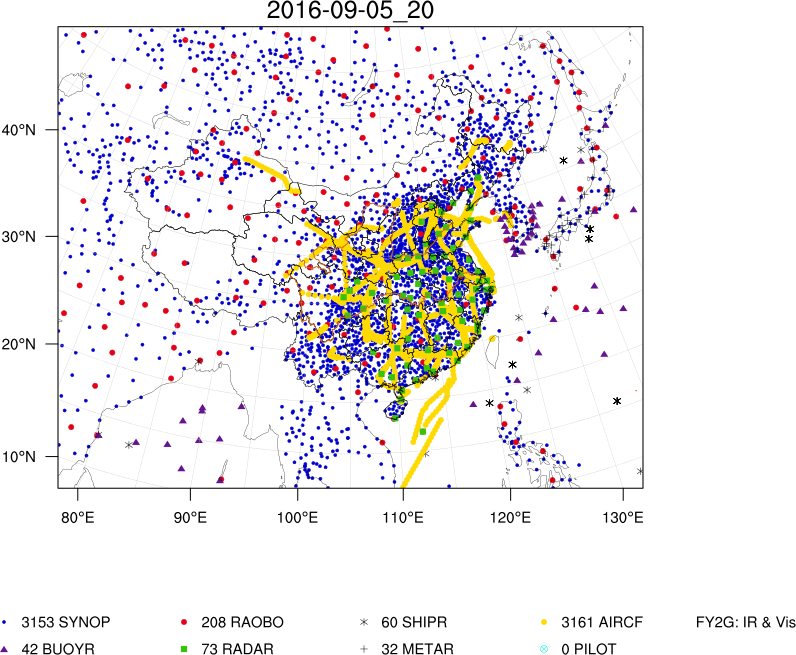 2016-09-05_20
40°N
30°N
20°N
10°N
80°E 90°E 100°E 110°E 120°E 130°E
3153 SYNOP 208 RAOBO 60 SHIPR 3161 AIRCF FY2G: IR & Vis
42 BUOYR 73 RADAR 32 METAR 0 PILOT